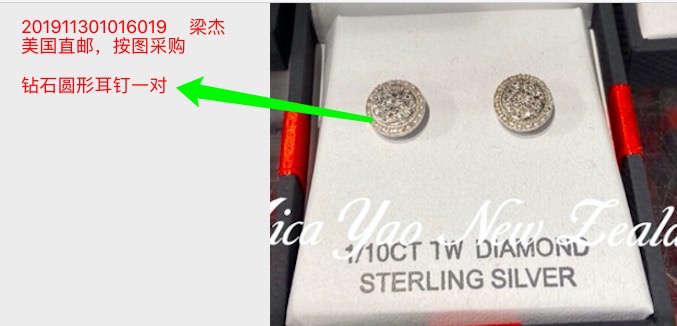 201911301016019 梁杰
美国直邮，按图采购
钻石圆形耳钉一对
ica Yao New Zeala
1/10CT TW DIAMOND
STERLING SILVER